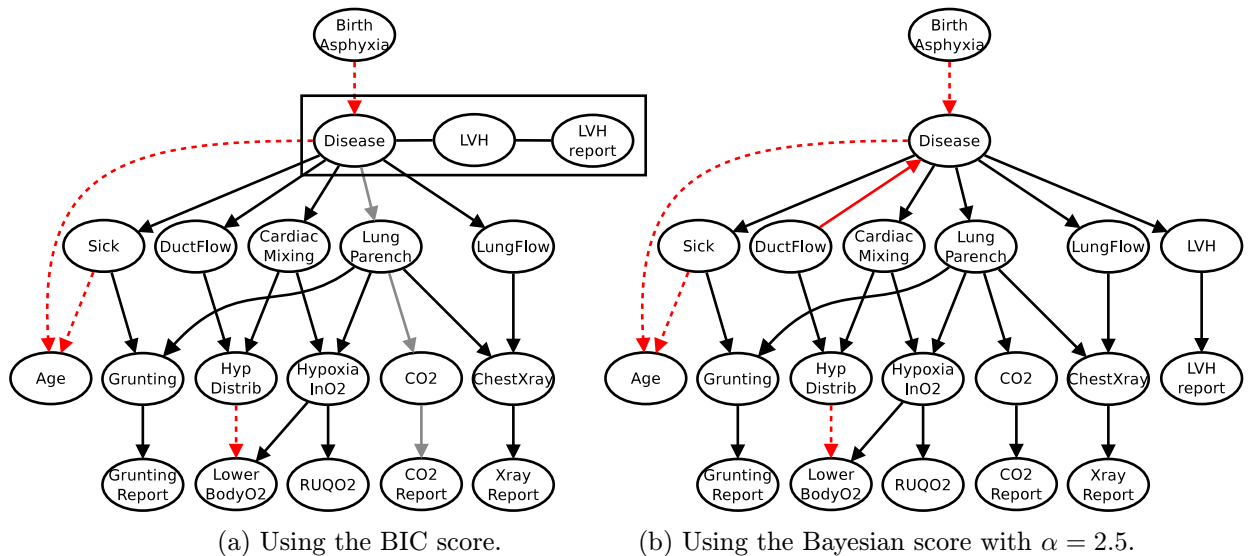 Birth
Asphyxia
Disease
LVH
LVH
report
Sick
DuctFlow
Cardiac
Mixing
Lung
Parench
LungFlow
Age
Grunting
Hyp
Distrib
Hypoxia
InO2
CO2
ChestXray
Grunting
Report
Lower
BodyO2
RUQO2
CO2
Report
Xray
Report
(a) Using the BIC score.
Birth
Asphyxia
Disease
Sick
DuctFlow
Cardiac
Mixing
Lung
Parench
LungFlow
LVH
Age
Grunting
Hyp
Distrib
Hypoxia
InO2
CO2
ChestXray
LVH
report
Grunting
Report
Lower
BodyO2
RUQO2
CO2
Report
Xray
Report
(b) Using the Bayesian score with α = 2.5.